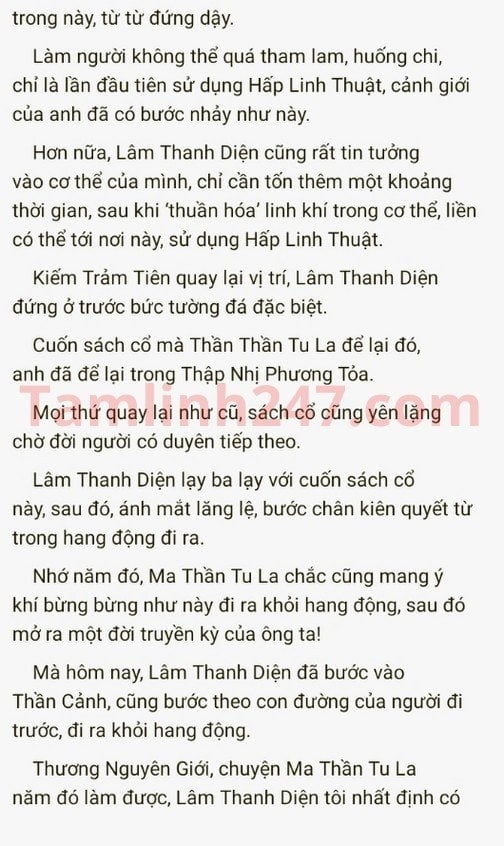 trong này, từ từ đứng dậy.
Làm người không thể quá tham lam, huống chi,
chỉ là lần đầu tiên sử dụng Hấp Linh Thuật, cảnh giới
của anh đã có bước nhảy như này.
Hơn nữa, Lâm Thanh Diện cũng rất tin tưởng
vào cơ thể của mình, chỉ cần tốn thêm một khoảng
thời gian, sau khi ‘thuần hóa’ linh khí trong cơ thể, liền
có thể tới nơi này, sử dụng Hấp Linh Thuật.
Kiếm Trảm Tiên quay lại vị trí, Lâm Thanh Diện
đứng ở trước bức tường đá đặc biệt.
Cuốn sách cổ mà Thần Thần Tu La để lại đó,
anh đã để lại trong Thập Nhị Phương Tỏa.
Tamlinh247.com
Mọi thứ quay lại như cũ, sách cổ cũng yên lặng
chờ đời người có duyên tiếp theo.
Lâm Thanh Diện lạy ba lạy với cuốn sách cổ
này, sau đó, ánh mắt lăng lệ, bước chân kiên quyết từ
trong hang động đi ra.
Nhớ năm đó, Ma Thần Tu La chắc cũng mang ý
khí bừng bừng như này đi ra khỏi hang động, sau đó
mở ra một đời truyền kỳ của ông ta!
Mà hôm nay, Lâm Thanh Diện đã bước vào
Thần Cảnh, cũng bước theo con đường của người đi
trước, đi ra khỏi hang động.
Thương Nguyên Giới, chuyện Ma Thần Tu La
năm đó làm được, Lâm Thanh Diện tôi nhất định có